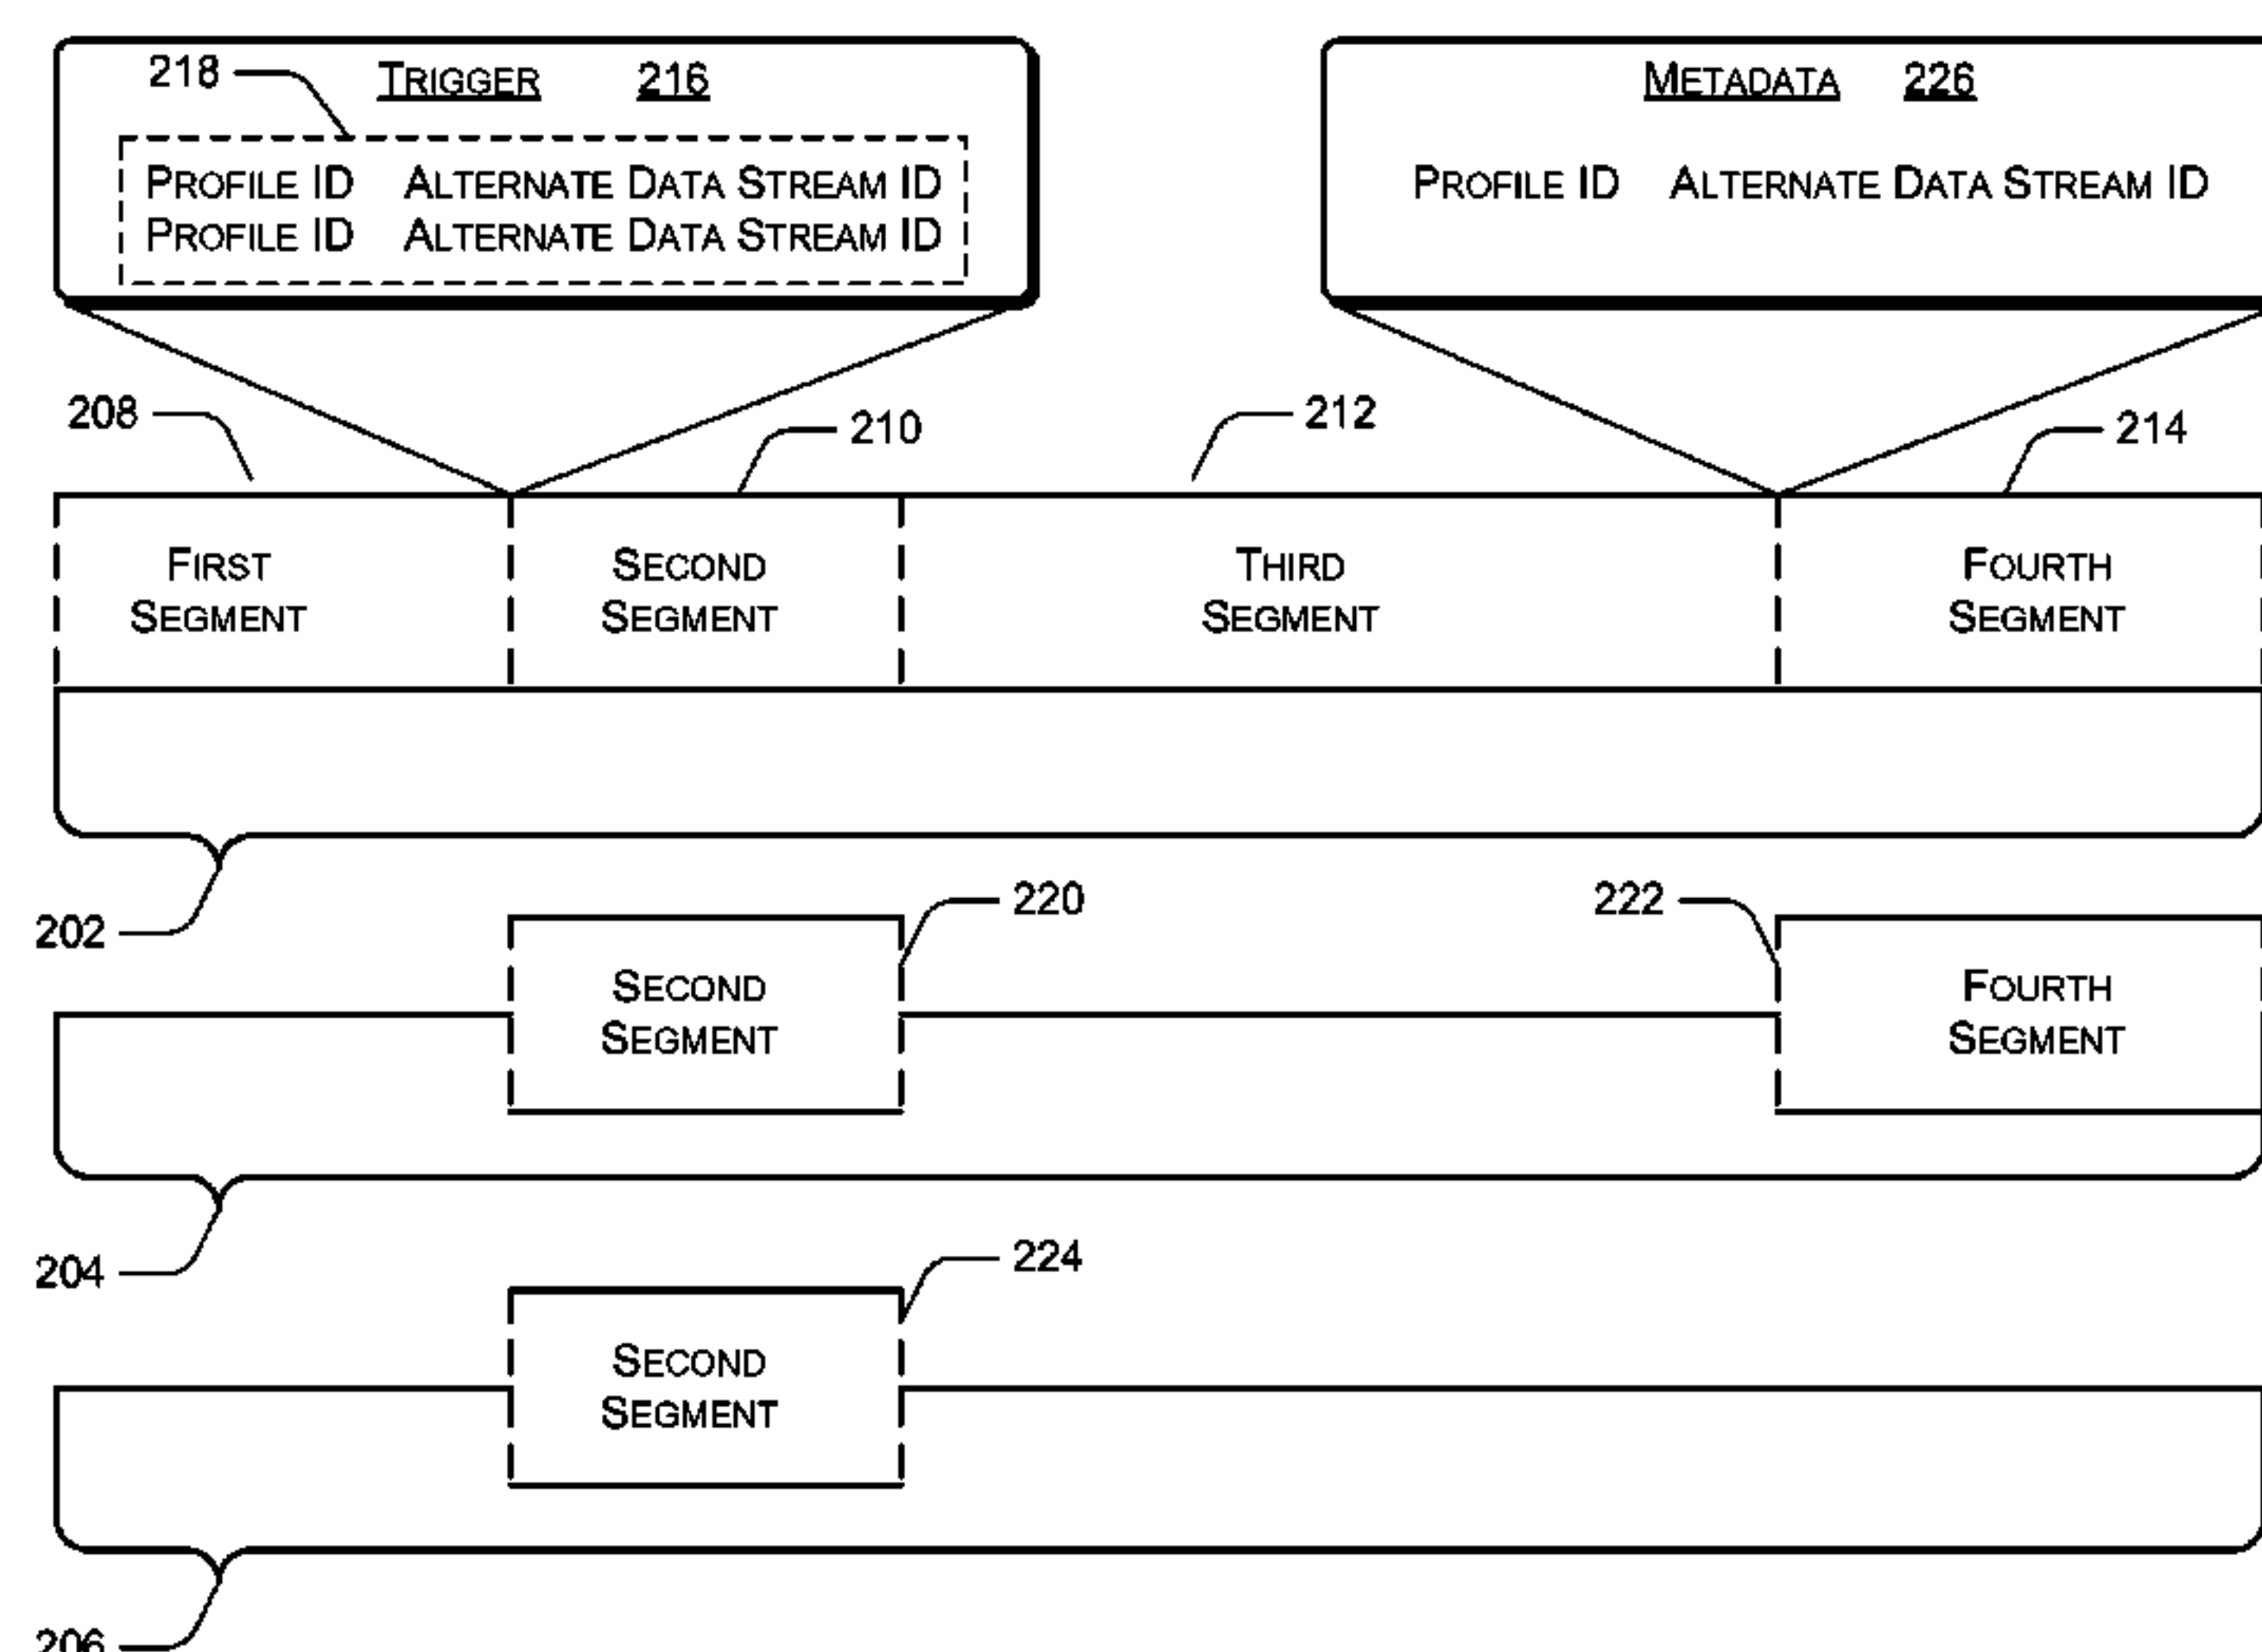 218 TRIGGER 216
PROFILE ID ALTERNATE DATA STREAM ID
PROFILE ID ALTERNATE DATA STREAM ID
METADATA 226
PROFILE ID ALTERNATE DATA STREAM ID
208
210
212
214
FIRST
SEGMENT
SECOND
SEGMENT
THIRD
SEGMENT
FOURTH
SEGMENT
202
220
222
SECOND
SEGMENT
FOURTH
SEGMENT
204
224
SECOND
SEGMENT
206